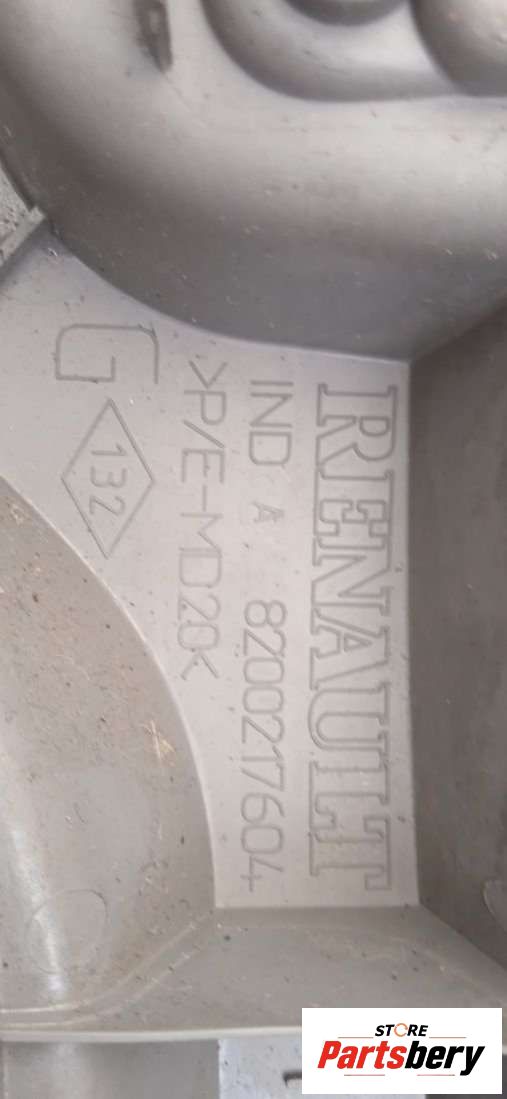 RENAULT
IND A 8200217604
>P/E-MD20<
G 132
STORE
Partsbery